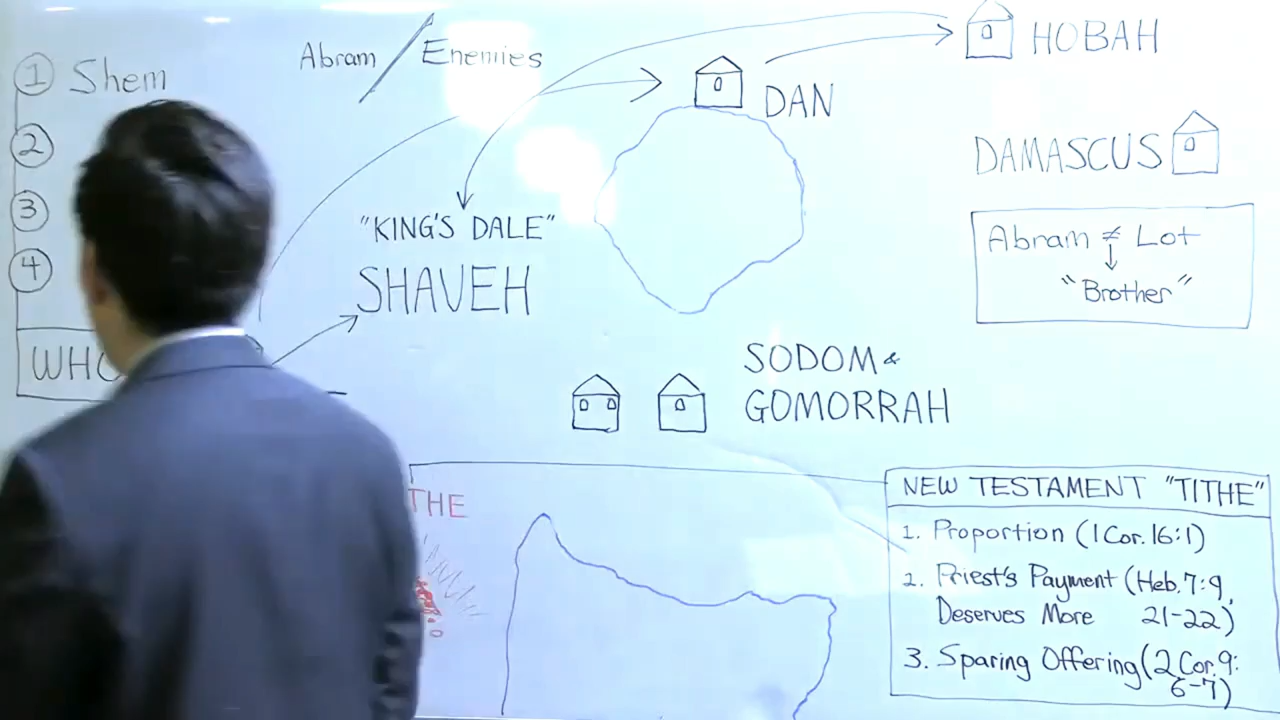 1 Shem
2
3
4
Abram / Enemies
HOBAH
DAN
DAMASCUS
"KING'S DALE"
SHAVEH
Abram ≠ Lot
"Brother"
SODOM &
GOMORRAH
THE
NEW TESTAMENT "TITHE"
1. Proportion (1 Cor. 16:1)
2. Priest's Payment (Heb. 7:9,
Deserves More 21-22)
3. Sparing Offering (2 Cor. 9:
6-7)